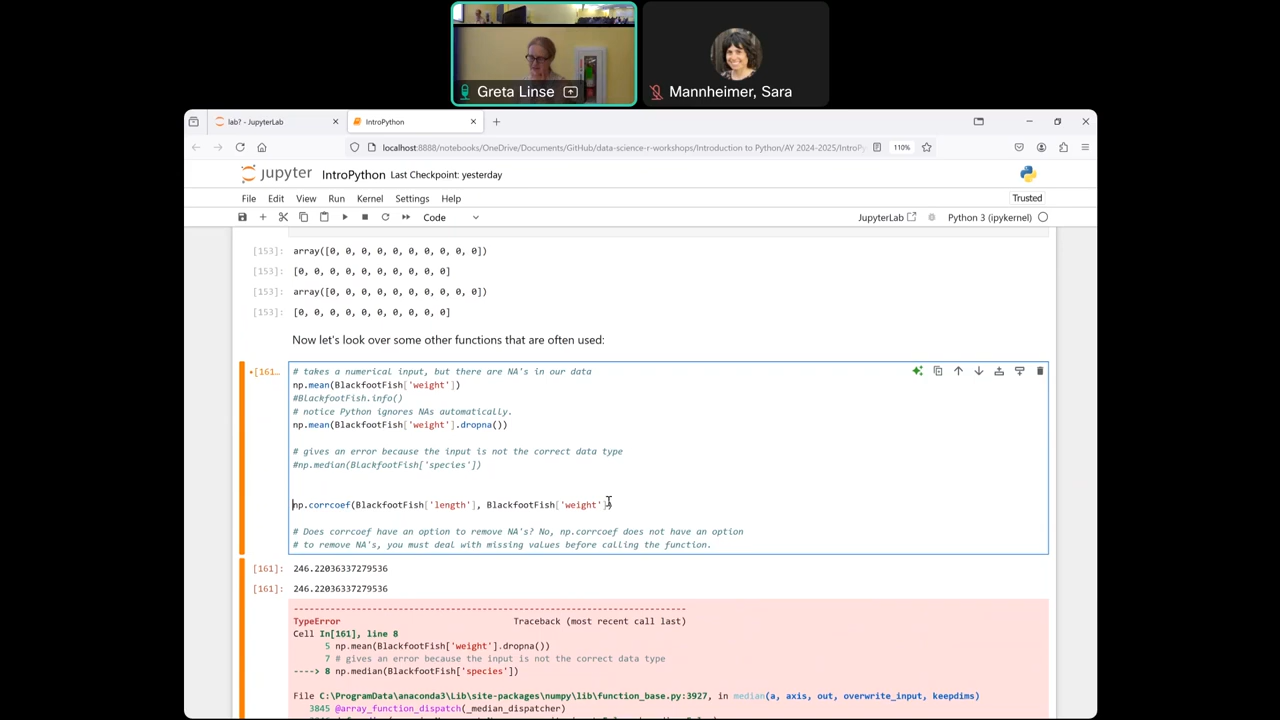 Greta Linse
Mannheimer, Sara
lab? - JupyterLab
IntroPython
localhost:8888/notebooks/OneDrive/Documents/GitHub/data-science-r-workshops/Introduction to Python/AY 2024-2025/IntroPy
110%
jupyter IntroPython Last Checkpoint: yesterday
File Edit View Run Kernel Settings Help
Trusted
Code
JupyterLab
Python 3 (ipykernel)
[153]: array([0, 0, 0, 0, 0, 0, 0, 0, 0, 0])
[153]: [0, 0, 0, 0, 0, 0, 0, 0, 0, 0]
[153]: array([0, 0, 0, 0, 0, 0, 0, 0, 0, 0])
[153]: [0, 0, 0, 0, 0, 0, 0, 0, 0, 0]
Now let's look over some other functions that are often used:
[161... # takes a numerical input, but there are NA's in our data
np.mean(BlackfootFish['weight'])
#BlackfootFish.info()
# notice Python ignores NAs automatically.
np.mean(BlackfootFish['weight'].dropna())
# gives an error because the input is not the correct data type
#np.median(BlackfootFish['species'])
np.corrcoef(BlackfootFish['length'], BlackfootFish['weight'])
# Does corrcoef have an option to remove NA's? No, np.corrcoef does not have an option
# to remove NA's, you must deal with missing values before calling the function.
[161]: 246.22036337279536
[161]: 246.22036337279536
---------------------------------------------------------------------------
TypeError Traceback (most recent call last)
Cell In[161], line 8
5 np.mean(BlackfootFish['weight'].dropna())
7 # gives an error because the input is not the correct data type
----> 8 np.median(BlackfootFish['species'])
File C:\ProgramData\anaconda3\Lib\site-packages\numpy\lib\function_base.py:3927, in median(a, axis, out, overwrite_input, keepdims)
3845 @array_function_dispatch(_median_dispatcher)